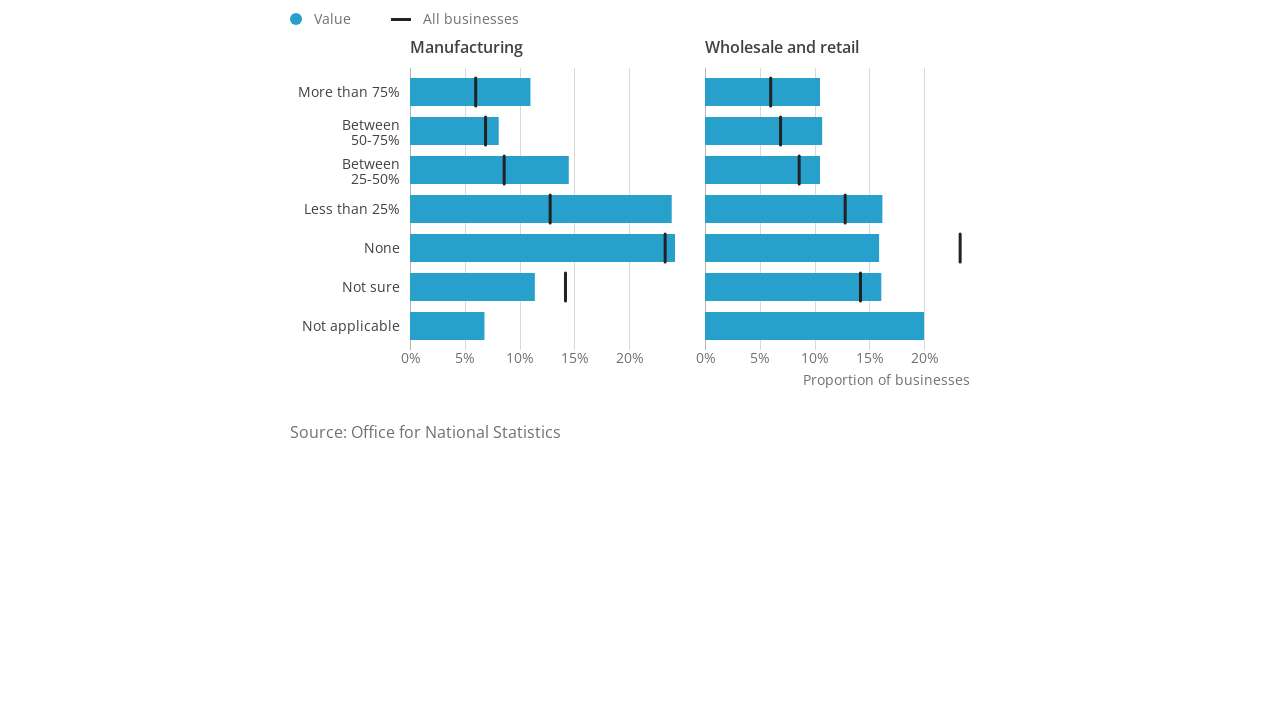 Value
All businesses
Manufacturing
Wholesale and retail
More than 75%
Between
50-75%
Between
25-50%
Less than 25%
None
Not sure
Not applicable
0% 5% 10% 15% 20%
0% 5% 10% 15% 20%
Proportion of businesses
Source: Office for National Statistics